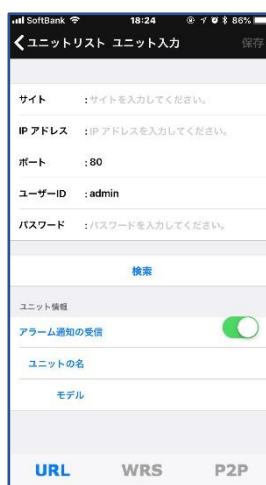 SoftBank 18:24 86%
ユニットリスト ユニット入力 保存
サイト :サイトを入力してください。
IP アドレス :IP アドレスを入力してください。
ポート :80
ユーザーID :admin
パスワード :パスワードを入力してください。
検索
ユニット情報
アラーム通知の受信
ユニットの名
モデル
URL WRS P2P